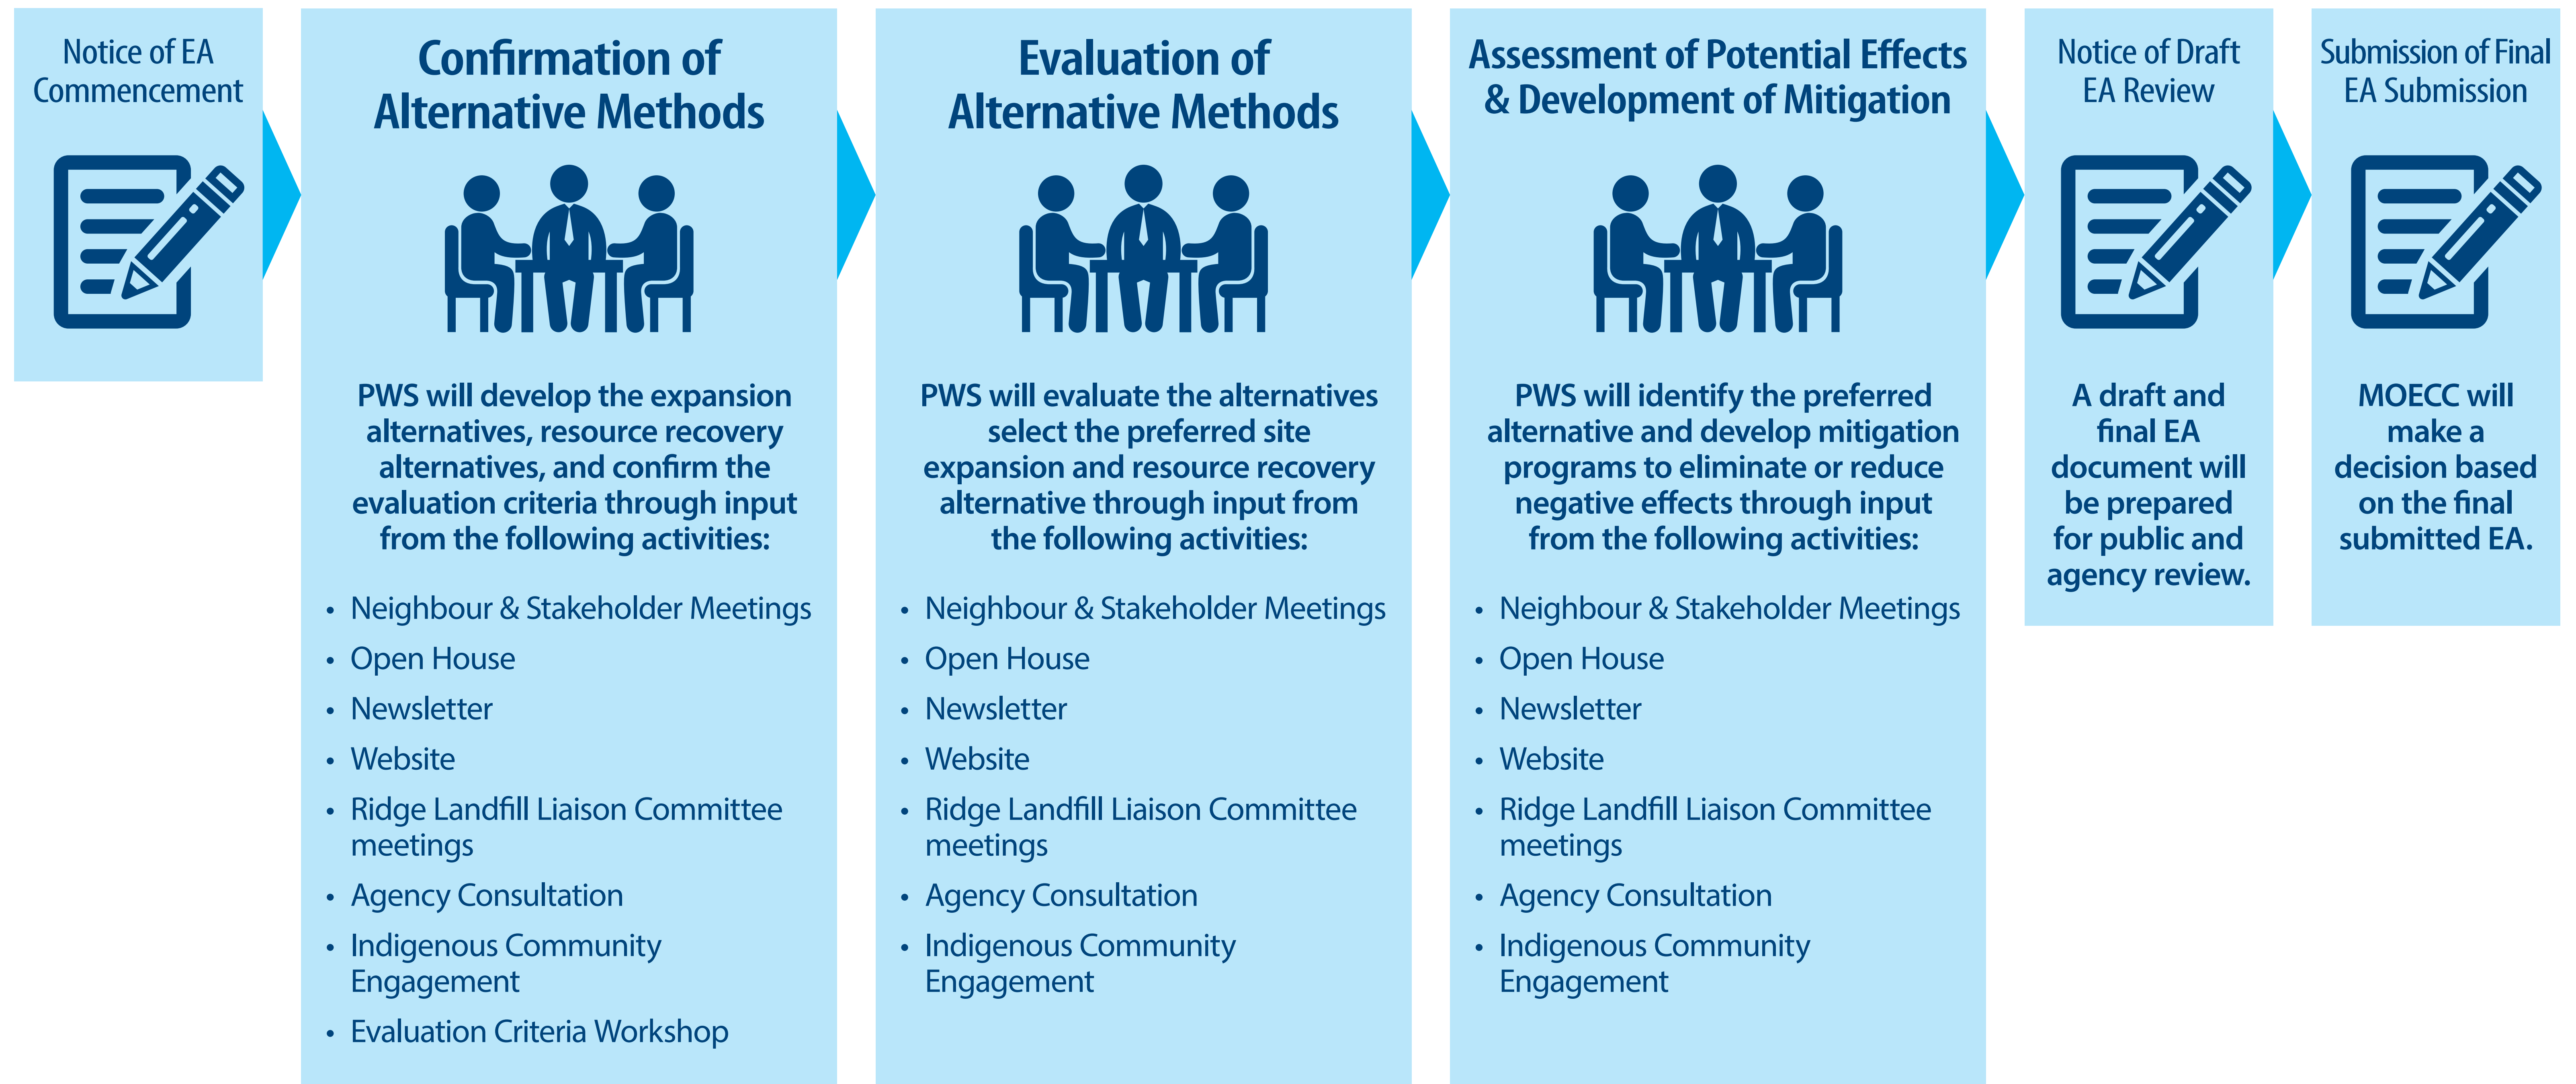 Notice of EA
Commencement
Confirmation of
Alternative Methods
PWS will develop the expansion
alternatives, resource recovery
alternatives, and confirm the
evaluation criteria through input
from the following activities:
• Neighbour & Stakeholder Meetings
• Open House
• Newsletter
• Website
• Ridge Landfill Liaison Committee
meetings
• Agency Consultation
• Indigenous Community
Engagement
• Evaluation Criteria Workshop
Evaluation of
Alternative Methods
PWS will evaluate the alternatives
select the preferred site
expansion and resource recovery
alternative through input from
the following activities:
• Neighbour & Stakeholder Meetings
• Open House
• Newsletter
• Website
• Ridge Landfill Liaison Committee
meetings
• Agency Consultation
• Indigenous Community
Engagement
Assessment of Potential Effects
& Development of Mitigation
PWS will identify the preferred
alternative and develop mitigation
programs to eliminate or reduce
negative effects through input
from the following activities:
• Neighbour & Stakeholder Meetings
• Open House
• Newsletter
• Website
• Ridge Landfill Liaison Committee
meetings
• Agency Consultation
• Indigenous Community
Engagement
Notice of Draft
EA Review
A draft and
final EA
document will
be prepared
for public and
agency review.
Submission of Final
EA Submission
MOECC will
make a
decision based
on the final
submitted EA.